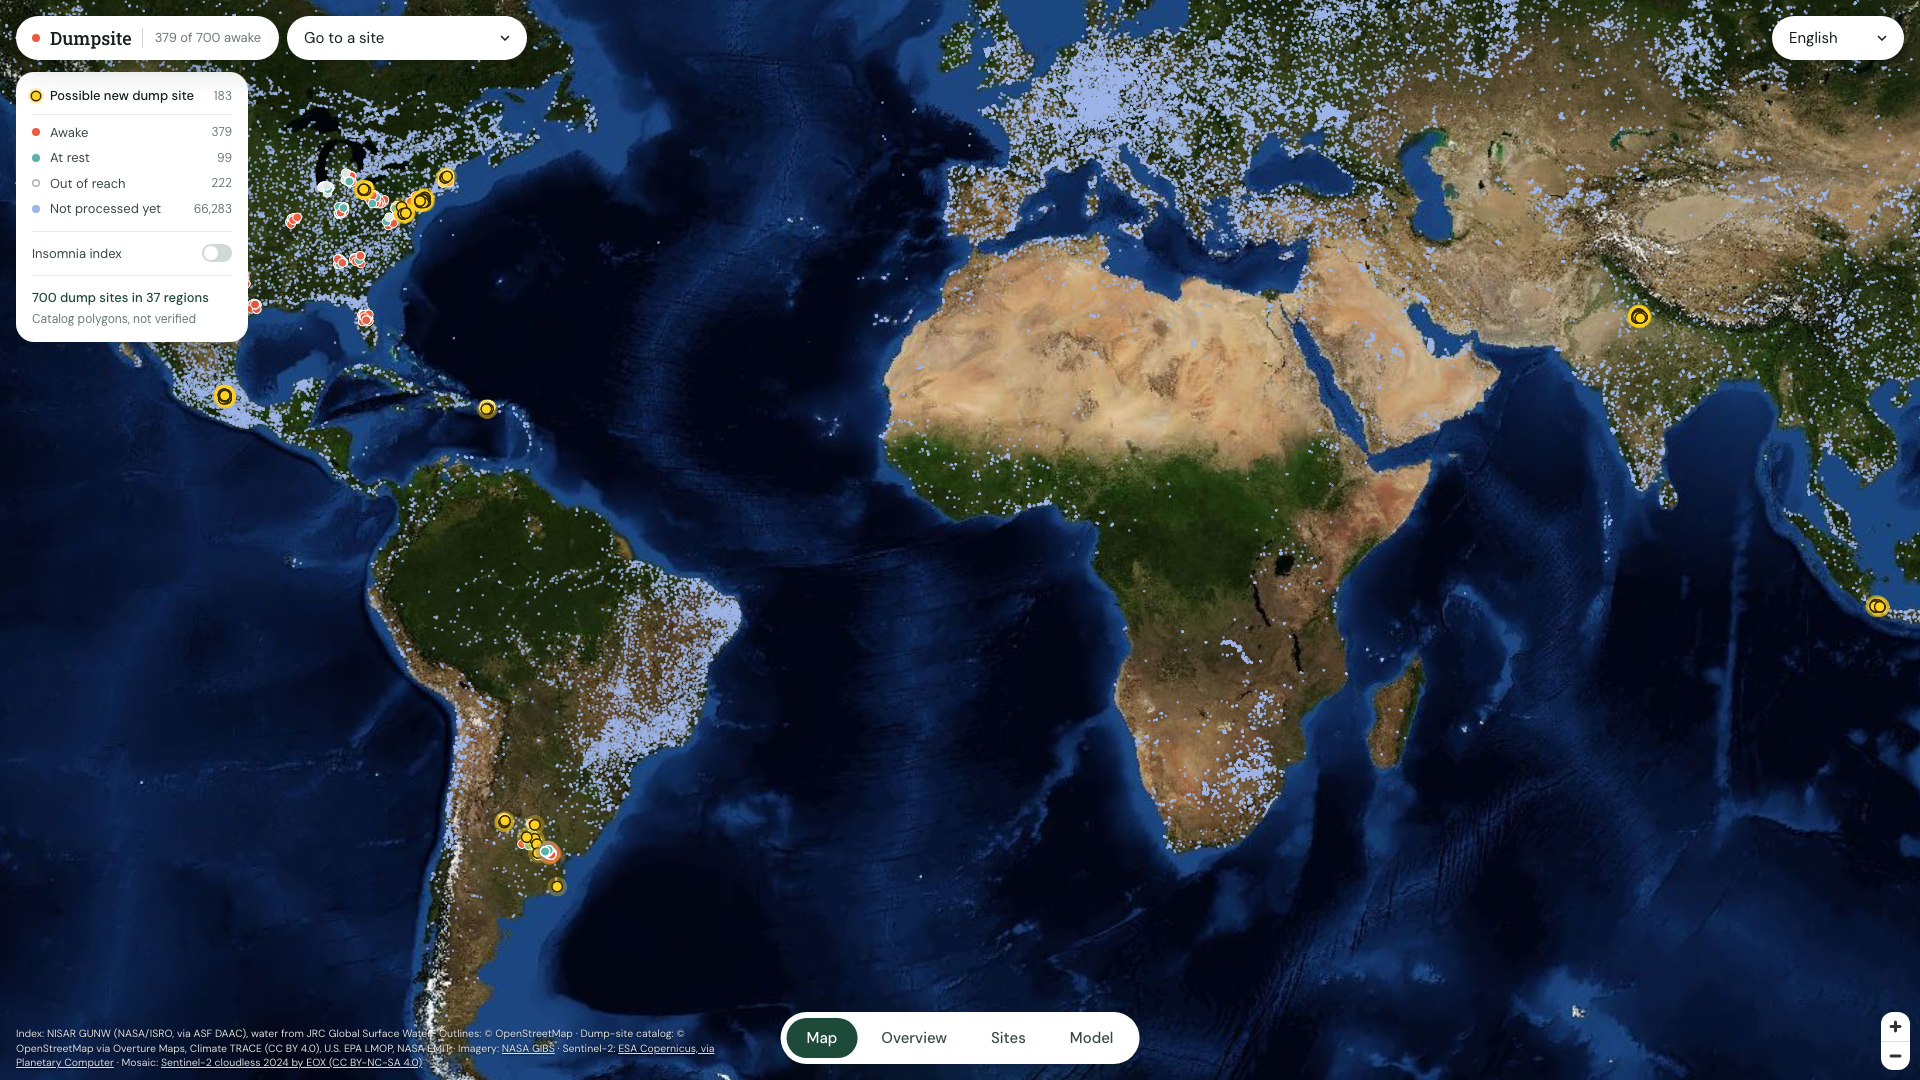 Dumpsite
379 of 700 awake
Go to a site
English
Possible new dump site 183
Awake 379
At rest 99
Out of reach 222
Not processed yet 66,283
Insomnia index
700 dump sites in 37 regions
Catalog polygons, not verified
Index: NISAR GUNW (NASA/ISRO, via ASF DAAC), water from JRC Global Surface Water · Outlines: © OpenStreetMap · Dump-site catalog: ©
OpenStreetMap via Overture Maps, Climate TRACE (CC BY 4.0), U.S. EPA LMOP, NASA EMIT · Imagery: NASA GIBS · Sentinel-2: ESA Copernicus, via
Planetary Computer · Mosaic: Sentinel-2 cloudless 2024 by EOX (CC BY-NC-SA 4.0)
Map
Overview
Sites
Model